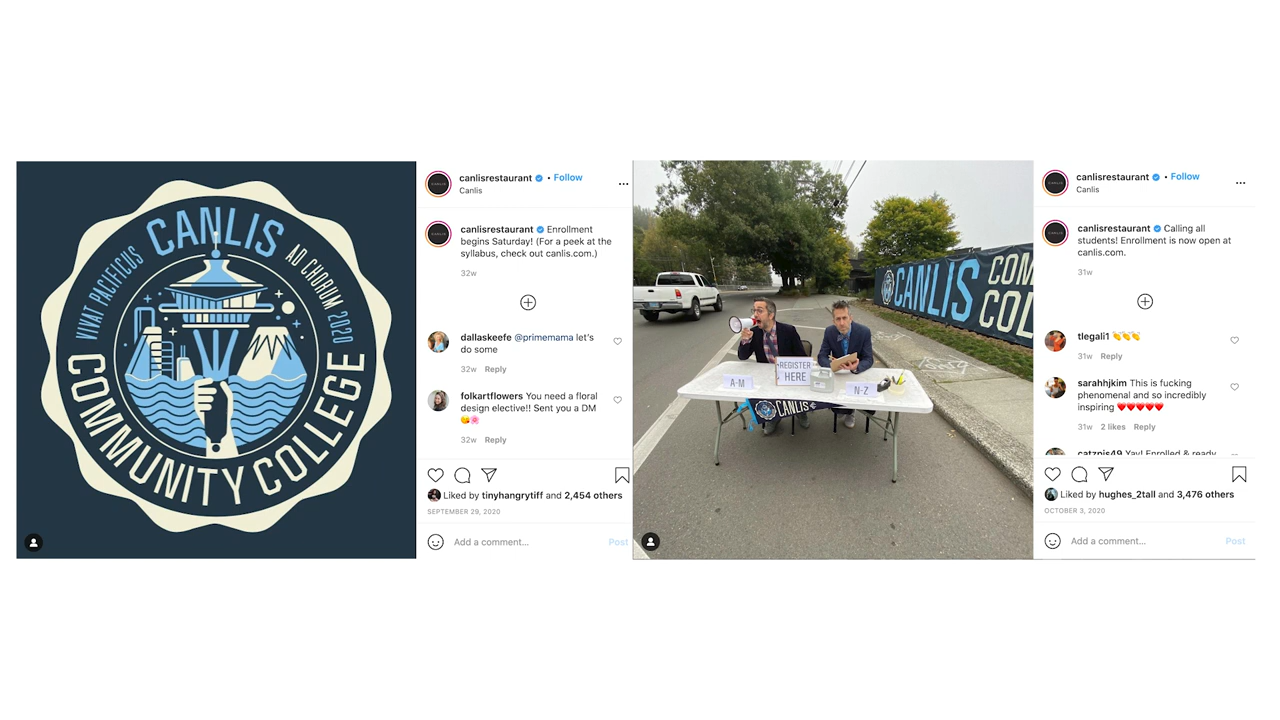 CANLIS
VIVAT PACIFICUS
AD CHORUM 2020
COMMUNITY COLLEGE
canlisrestaurant • Follow
Canlis
canlisrestaurant Enrollment
begins Saturday! (For a peek at the
syllabus, check out canlis.com.)
32w
dallaskeefe @primemama let's
do some
32w Reply
folkartflowers You need a floral
design elective!! Sent you a DM
😘🌸
32w Reply
Liked by tinyhangrytiff and 2,454 others
SEPTEMBER 29, 2020
Add a comment... Post
CANLIS COM
COL
REGISTER
HERE
A-M
N-Z
CANLIS
canlisrestaurant • Follow
Canlis
canlisrestaurant Calling all
students! Enrollment is now open at
canlis.com.
31w
tlegali1 👏👏👏
31w Reply
sarahhjkim This is fucking
phenomenal and so incredibly
inspiring ❤❤❤❤❤
31w 2 likes Reply
Yay! Enrolled & ready
Liked by hughes_2tall and 3,476 others
OCTOBER 3, 2020
Add a comment... Post